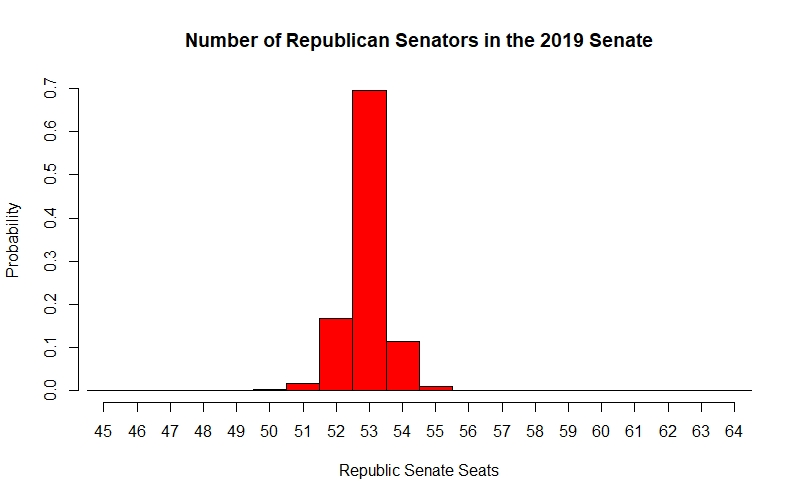 Number of Republican Senators in the 2019 Senate
0.7
0.6
0.5
0.4
0.3
0.2
0.1
0.0
Probability
45 46 47 48 49 50 51 52 53 54 55 56 57 58 59 60 61 62 63 64
Republic Senate Seats